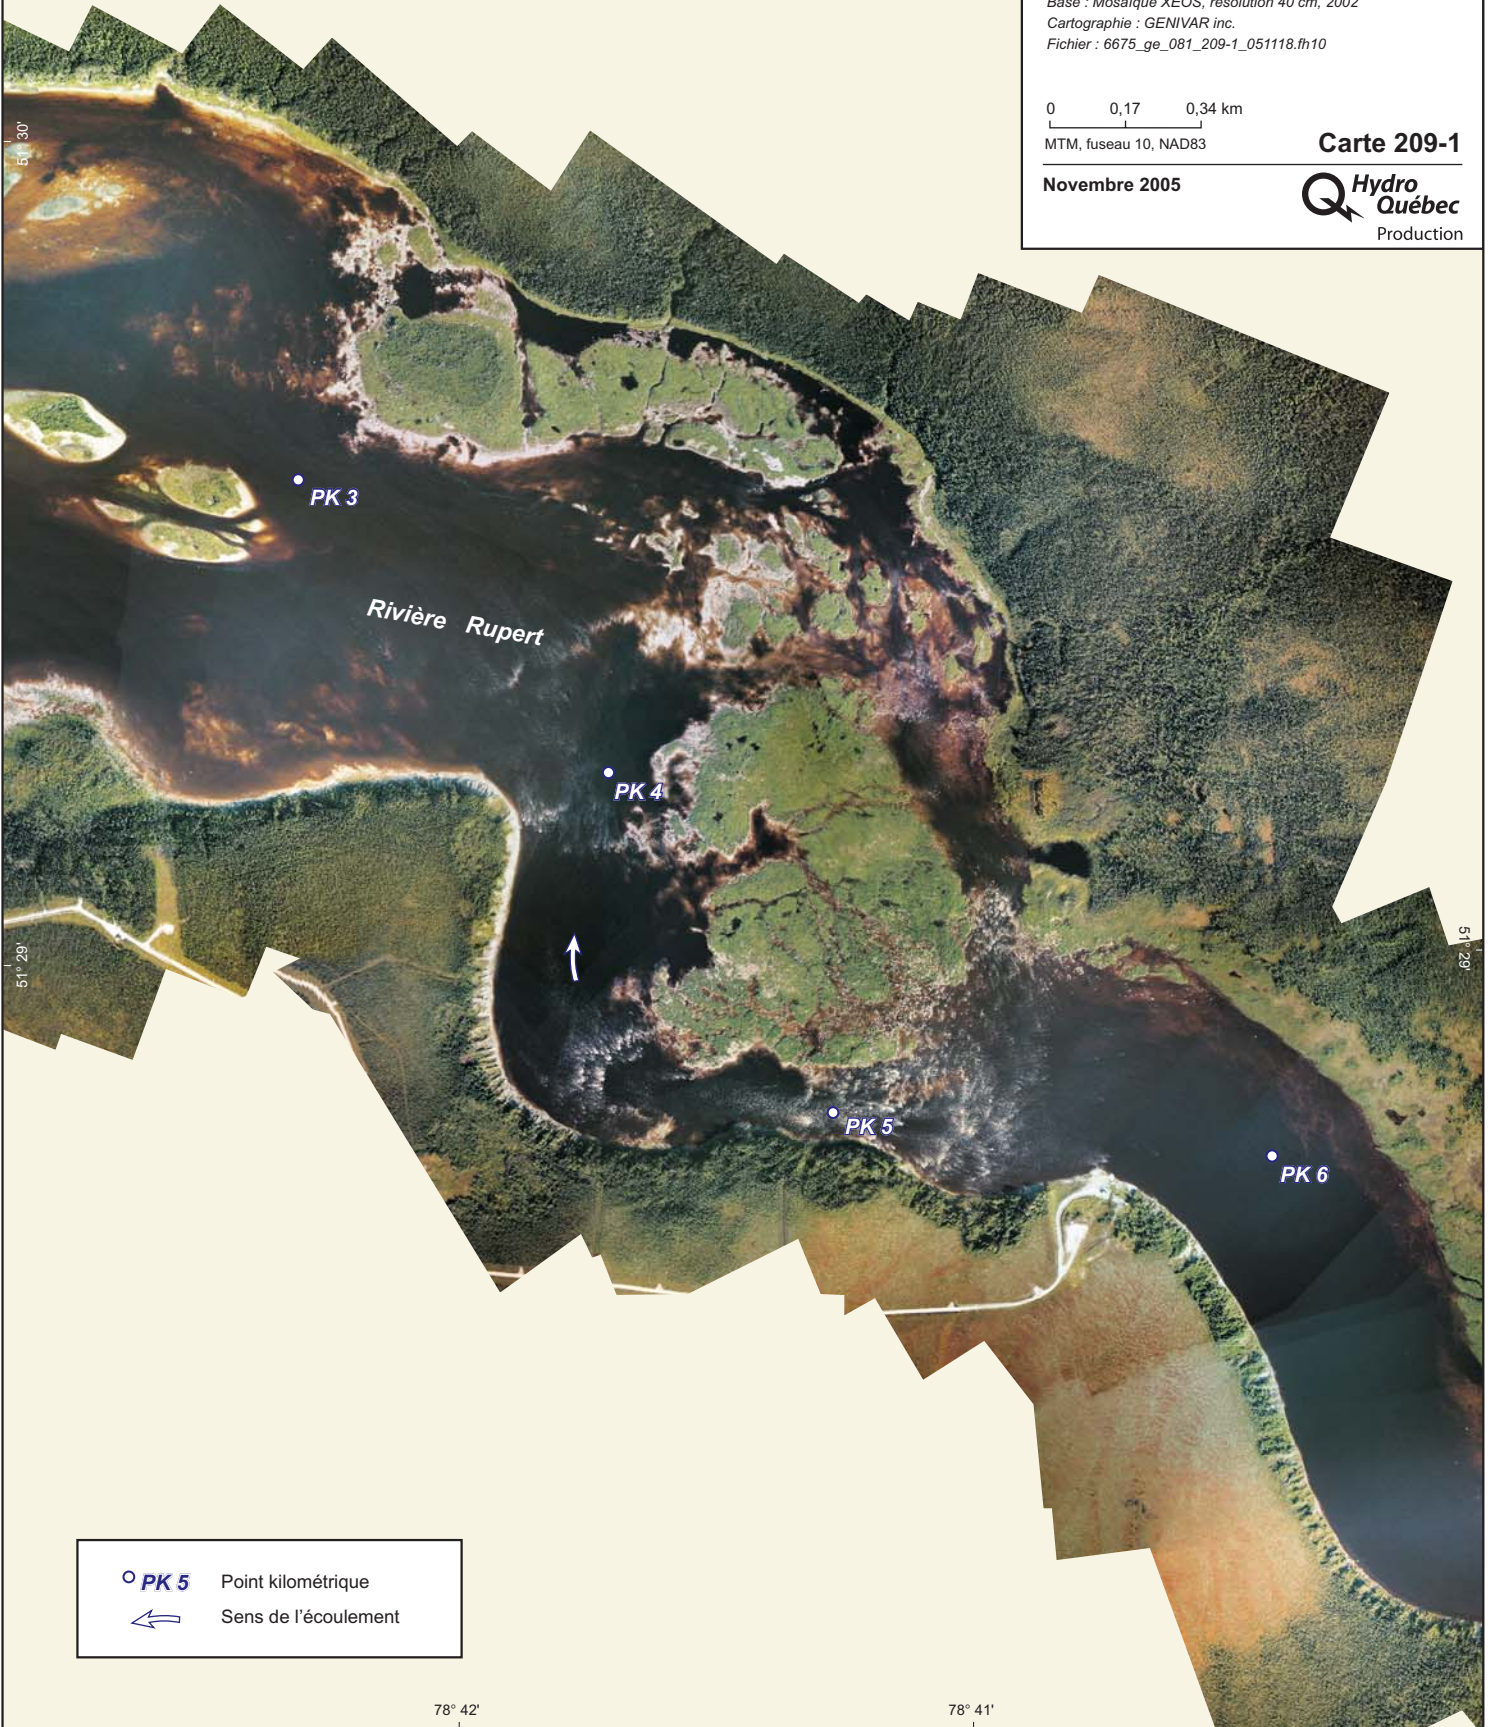 Base : Mosaïque XEOS, résolution 40 cm, 2002
Cartographie : GENIVAR inc.
Fichier : 6675_ge_081_209-1_051118.fh10
0 0,17 0,34 km
MTM, fuseau 10, NAD83
Carte 209-1
Novembre 2005
Hydro
Québec
Production
51° 30'
PK 3
Rivière Rupert
PK 4
51° 29'
51° 29'
PK 5
PK 6
PK 5 Point kilométrique
Sens de l'écoulement
78° 42' 78° 41'